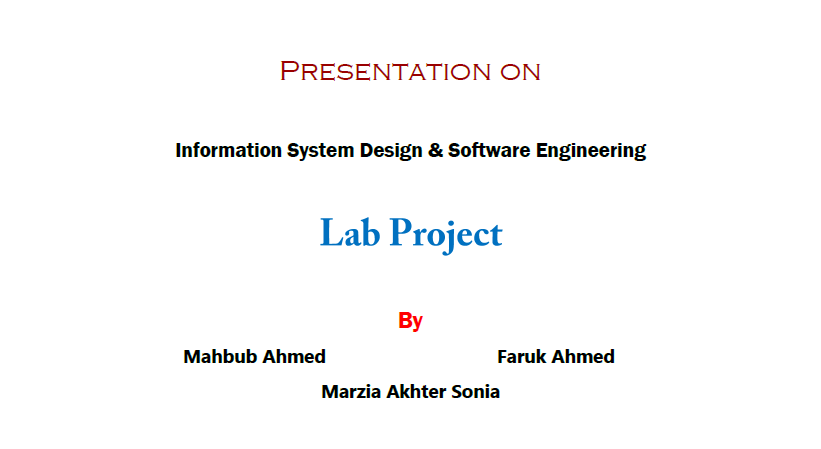 PRESENTATION ON
Information System Design & Software Engineering
Lab Project
By
Mahbub Ahmed Faruk Ahmed
Marzia Akhter Sonia